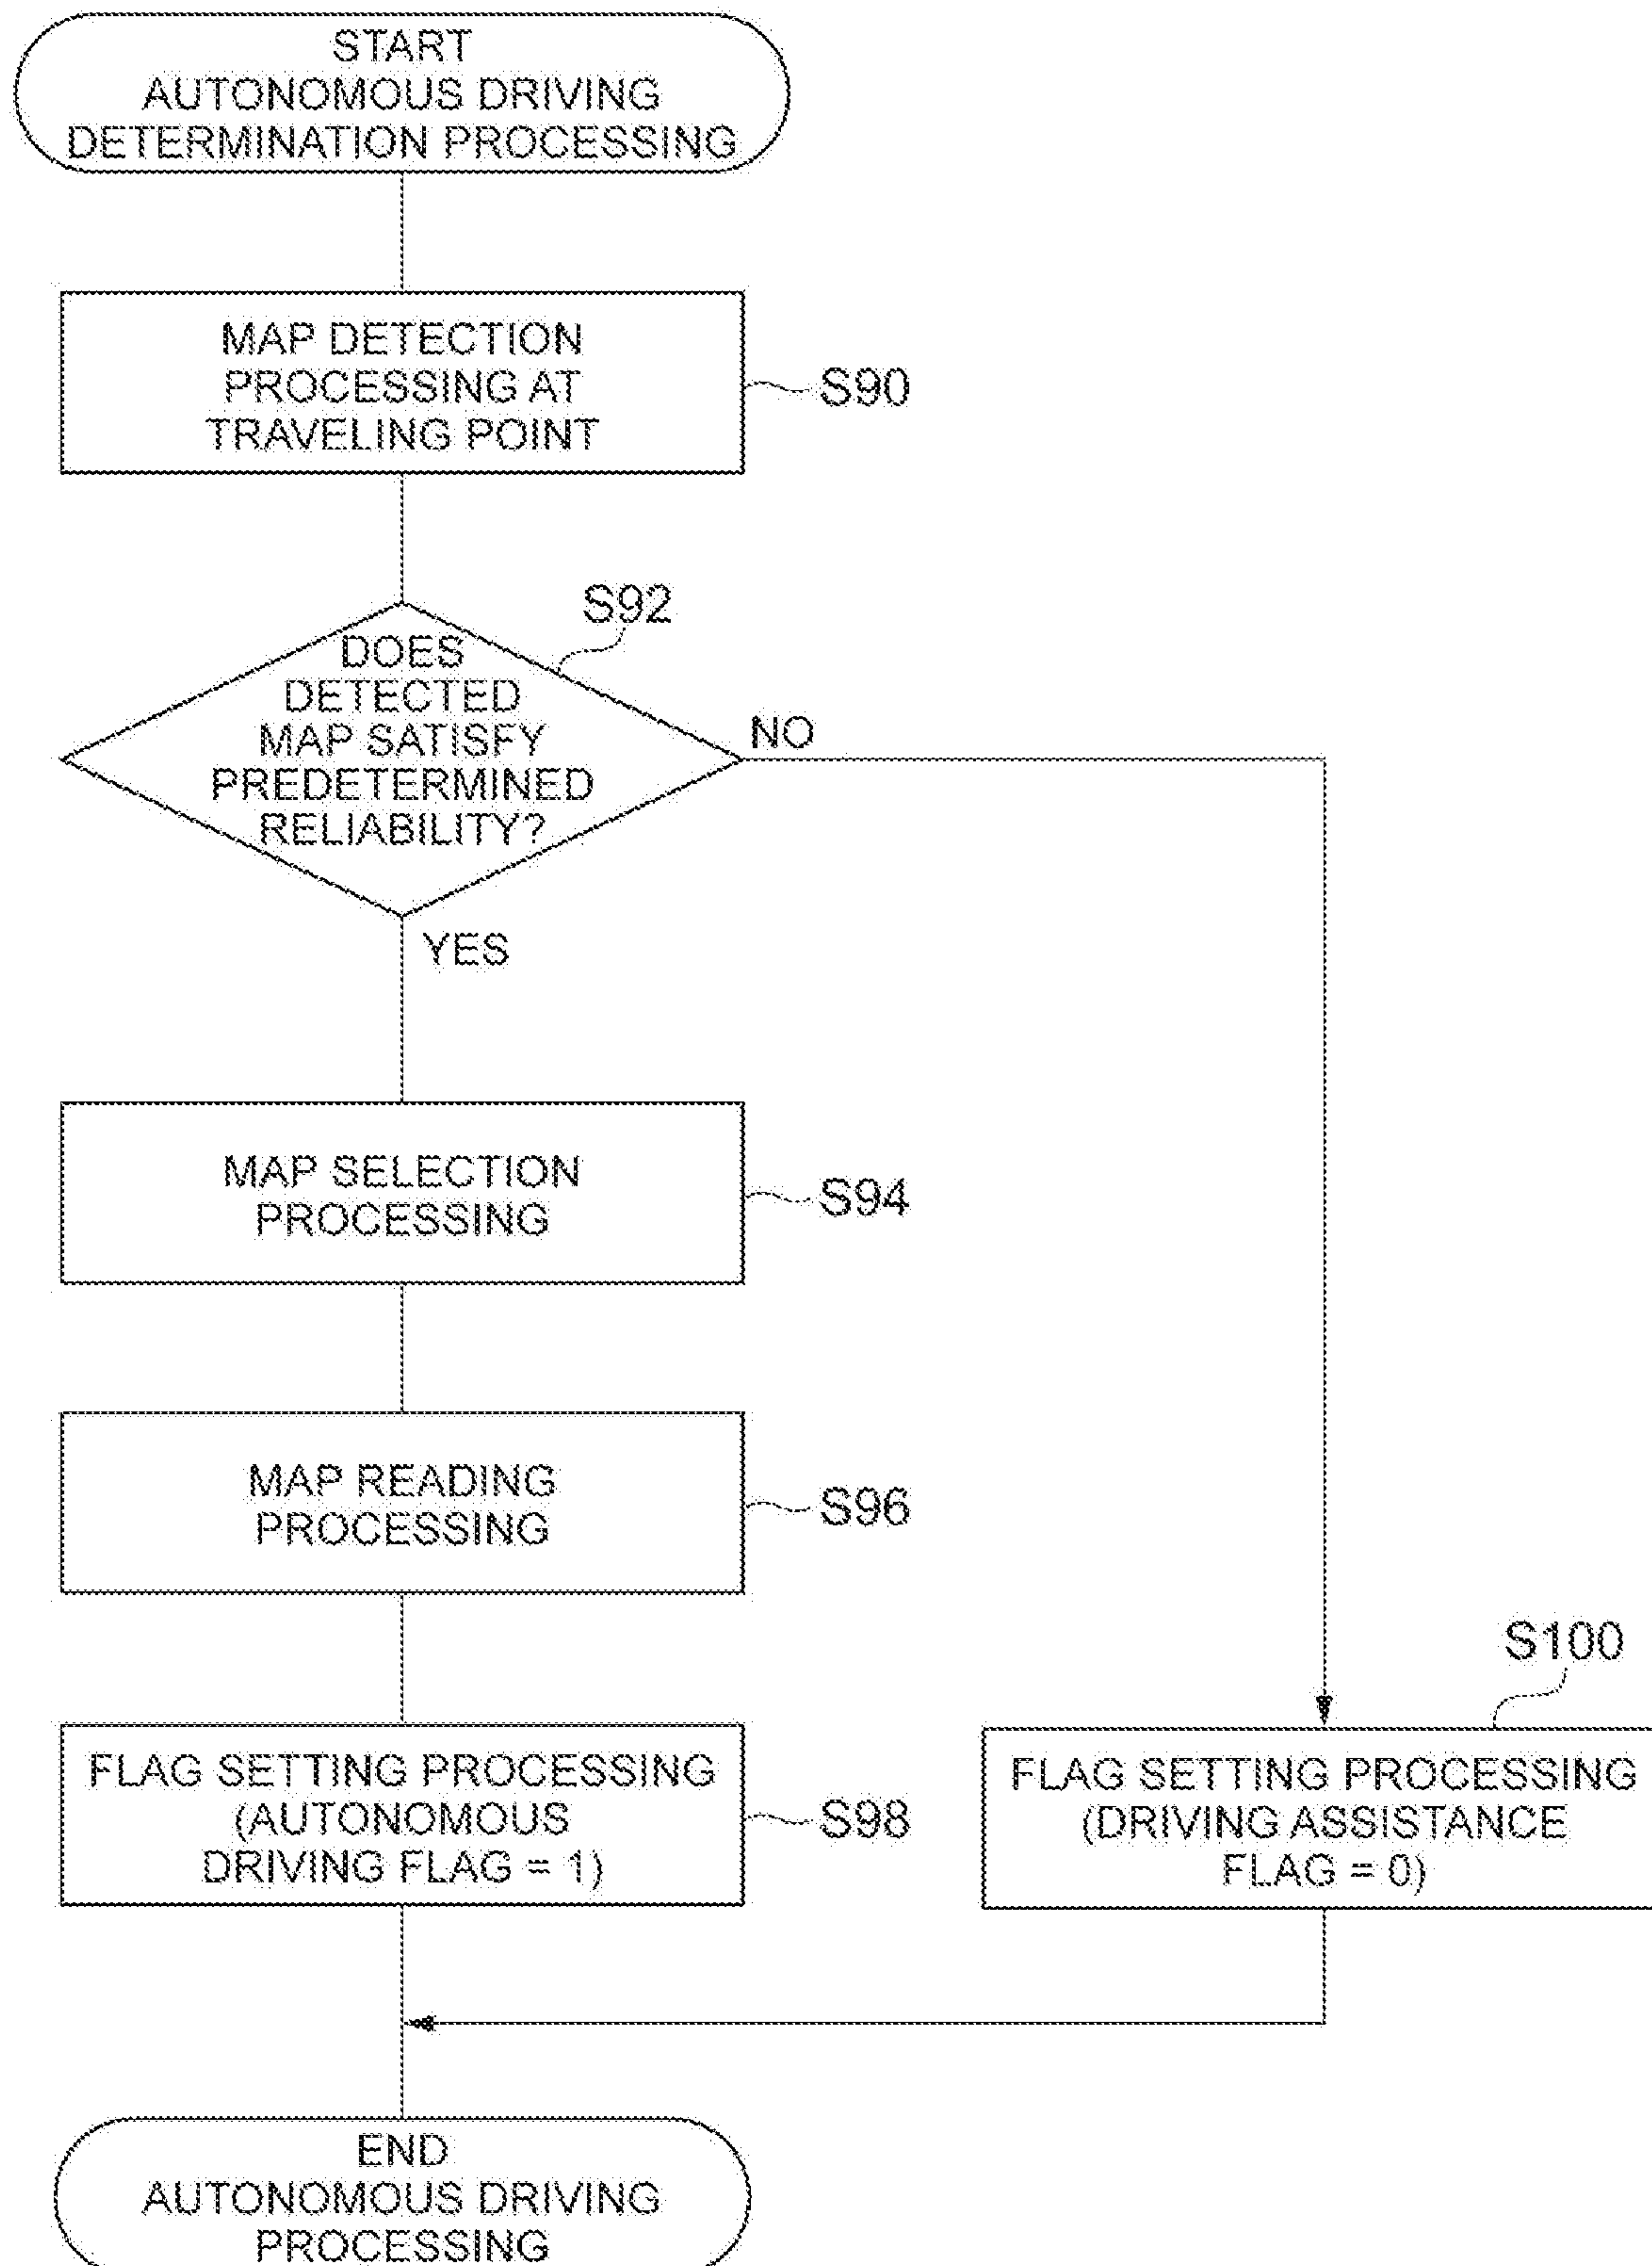 START
AUTONOMOUS DRIVING
DETERMINATION PROCESSING
MAP DETECTION
PROCESSING AT
TRAVELING POINT
S90
S92
DOES
DETECTED
MAP SATISFY
PREDETERMINED
RELIABILITY?
NO
YES
MAP SELECTION
PROCESSING
S94
MAP READING
PROCESSING
S96
FLAG SETTING PROCESSING
(AUTONOMOUS
DRIVING FLAG = 1)
S98
S100
FLAG SETTING PROCESSING
(DRIVING ASSISTANCE
FLAG = 0)
END
AUTONOMOUS DRIVING
PROCESSING